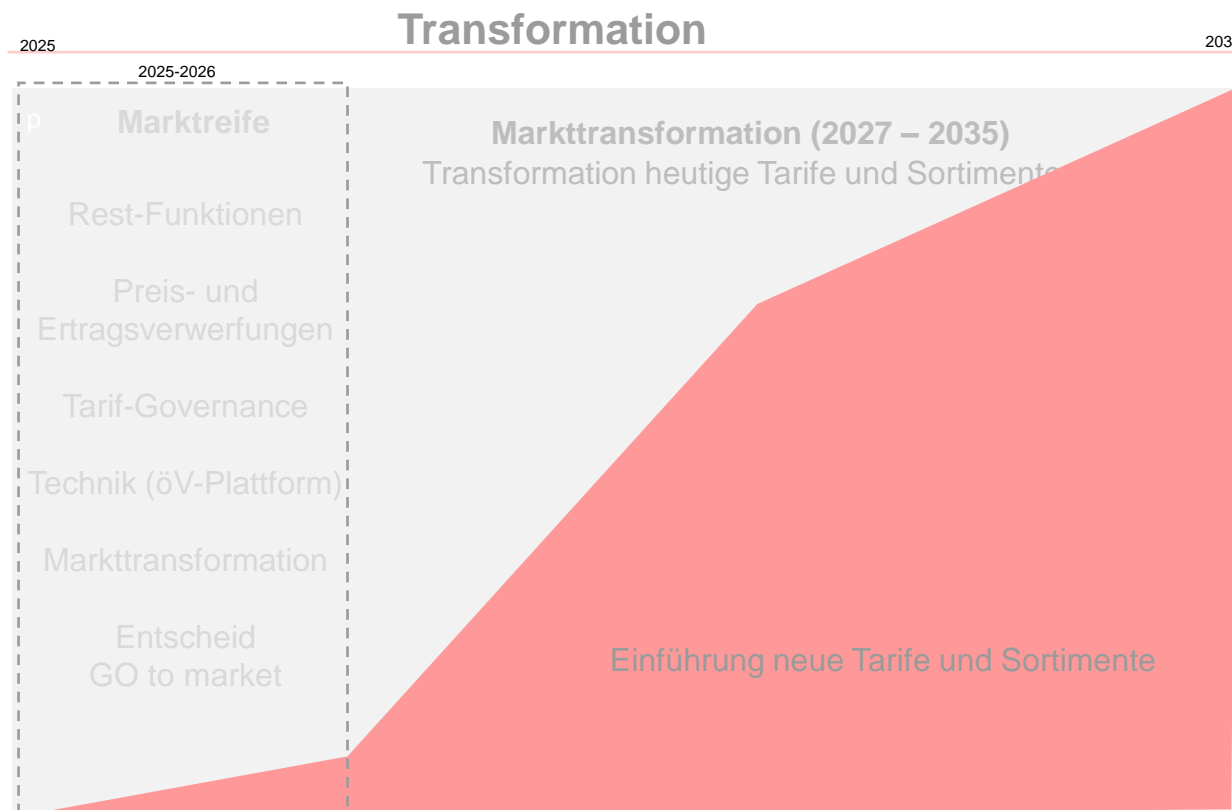 Transformation
2025
203
2025-2026
p
Marktreife
Rest-Funktionen
Preis- und
Ertragsverwerfungen
Tarif-Governance
Technik (öV-Plattform)
Markttransformation
Entscheid
GO to market
Markttransformation (2027 – 2035)
Transformation heutige Tarife und Sortimente
Einführung neue Tarife und Sortimente